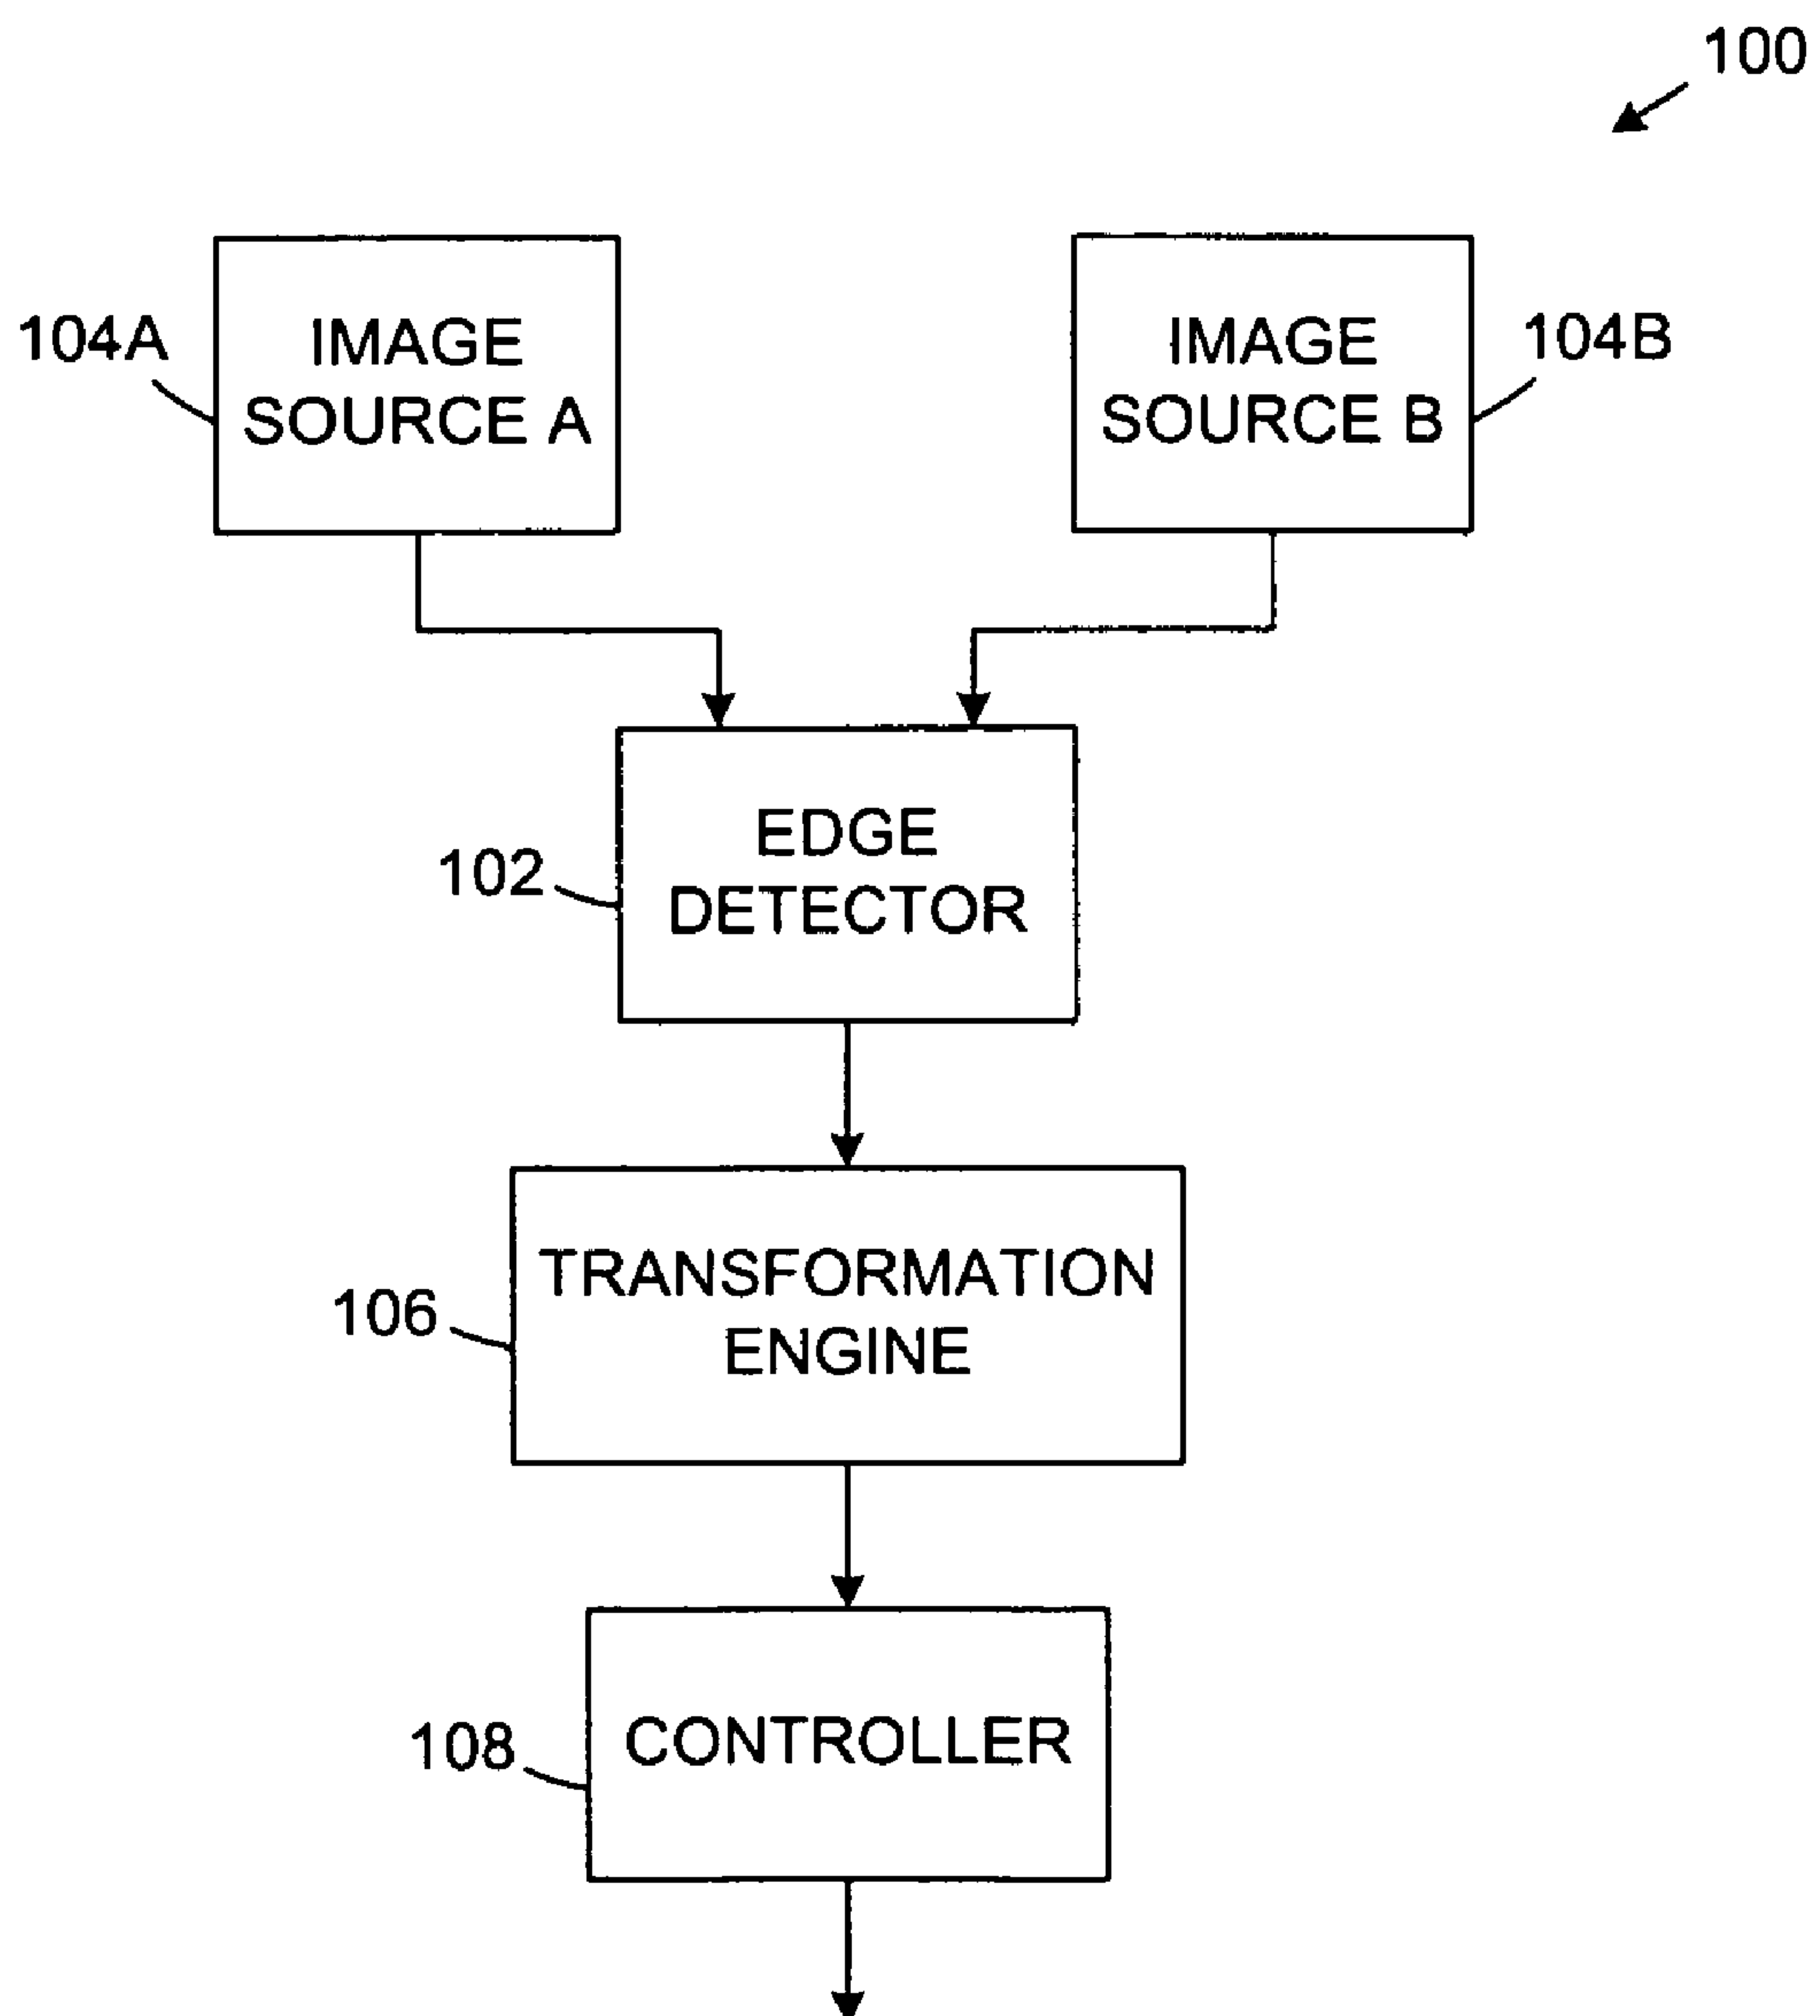 100
104A
IMAGE
SOURCE A
IMAGE
SOURCE B
104B
102
EDGE
DETECTOR
106
TRANSFORMATION
ENGINE
108
CONTROLLER